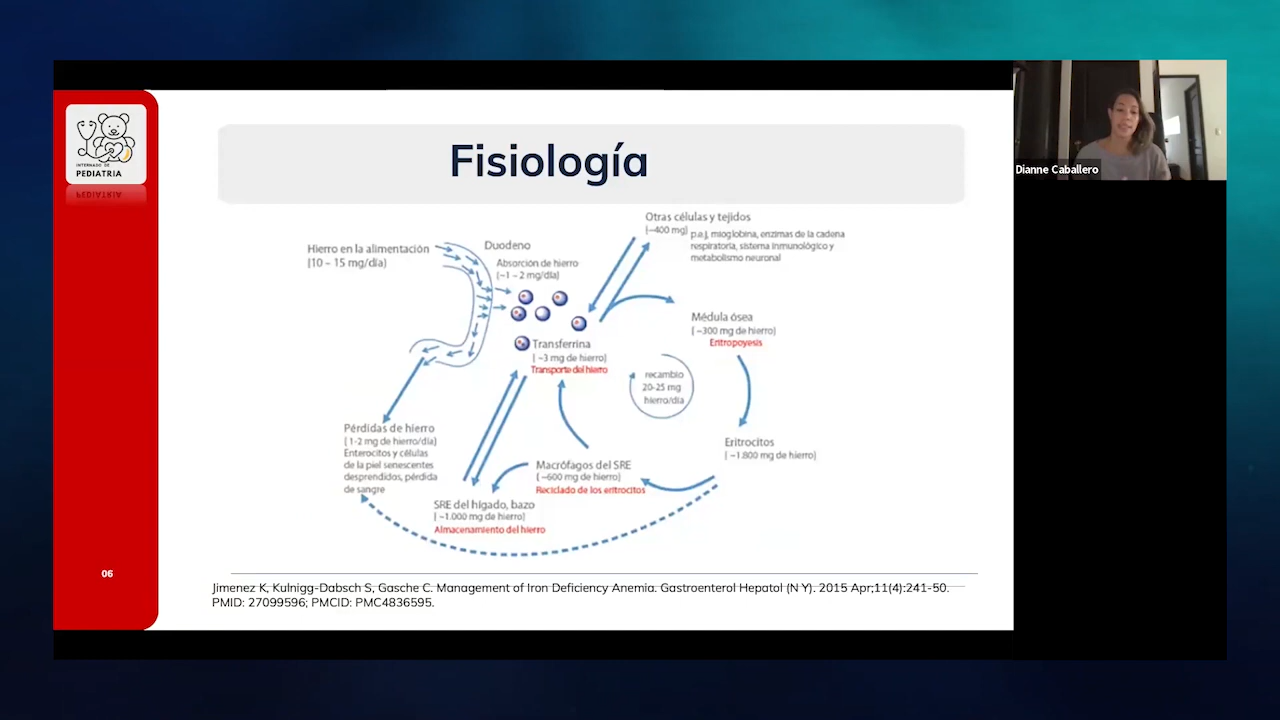 INTERNADO DE
PEDIATRIA
Fisiología
Dianne Caballero
Otras células y tejidos
(~400 mg) p.ej, mioglobina, enzimas de la cadena
respiratoria, sistema inmunológico y
metabolismo neuronal
Hierro en la alimentación
(10 – 15 mg/día)
Duodeno
Absorción de hierro
(~1 – 2 mg/día)
Médula ósea
( ~300 mg de hierro)
Eritropoyesis
Transferrina
( ~3 mg de hierro)
Transporte del hierro
recambio
20-25 mg
hierro/día
Pérdidas de hierro
( 1-2 mg de hierro/día)
Enterocitos y células
de la piel senescentes
desprendidos, pérdida
de sangre
Eritrocitos
( ~1.800 mg de hierro)
Macrófagos del SRE
( ~600 mg de hierro)
Reciclado de los eritrocitos
SRE del hígado, bazo
( ~1.000 mg de hierro)
Almacenamiento del hierro
06
Jimenez K, Kulnigg-Dabsch S, Gasche C. Management of Iron Deficiency Anemia. Gastroenterol Hepatol (N Y). 2015 Apr;11(4):241-50.
PMID: 27099596; PMCID: PMC4836595.